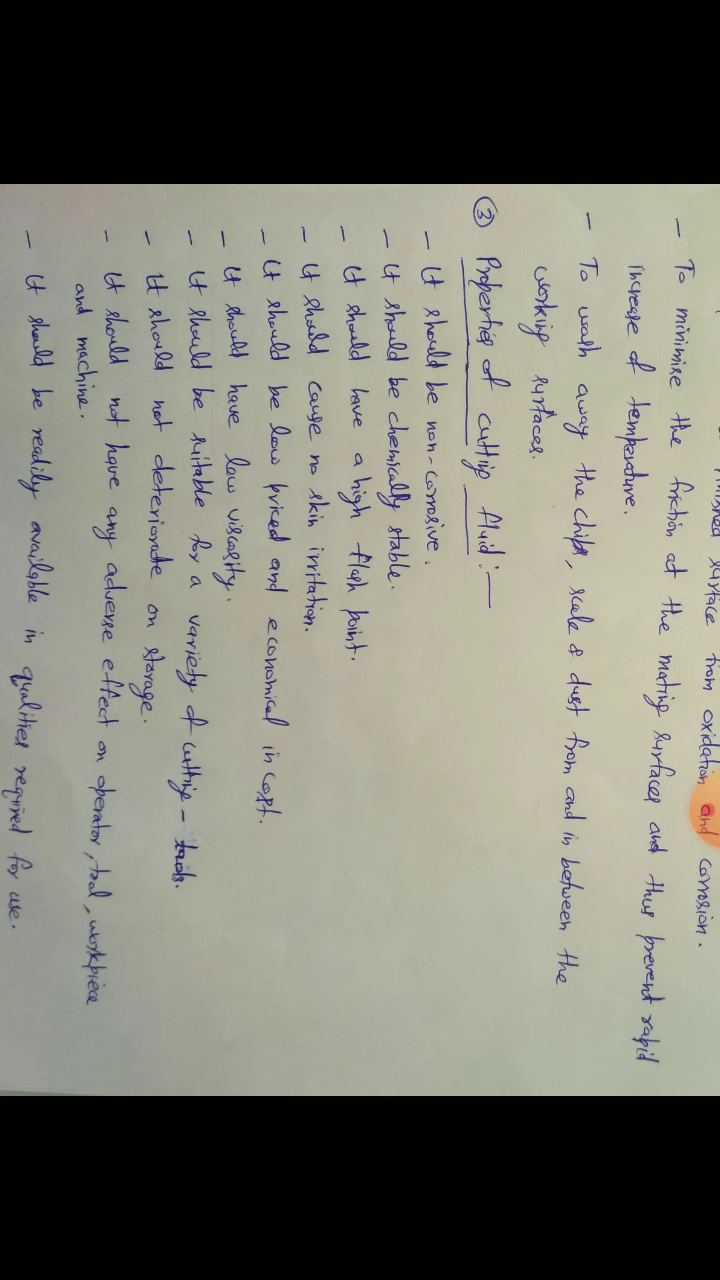 finished surface from oxidation and corrosion.
- To minimise the friction at the mating surfaces and thus prevent rapid
increase of temperature.
- To wash away the chips, scale & dust from and in between the
working surfaces.
③ Properties of cutting fluid :-
- It should be non-corrosive.
- It should be chemically stable.
- It should have a high flash point.
- It should cause no skin irritation.
- It should be low priced and economical in cost.
- It should have low viscosity.
- It should be suitable for a variety of cutting - tools.
- It should not deteriorate on storage.
- It should not have any adverse effect on operator, tool, workpiece
and machine.
- It should be readily available in qualities required for use.